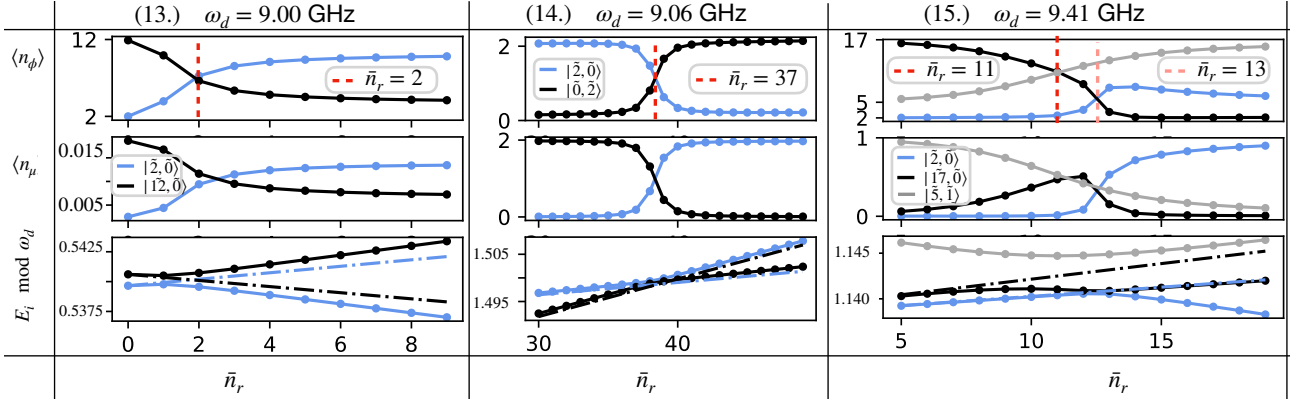 (13.) ω_d = 9.00 GHz (14.) ω_d = 9.06 GHz (15.) ω_d = 9.41 GHz
⟨n_ϕ⟩
12
2
n̄_r = 2
2
0
|2̃, 0̃⟩
|0̃, 2̃⟩
n̄_r = 37
17
5
2
n̄_r = 11
n̄_r = 13
⟨n_μ
0.015
0.005
|2̃, 0̃⟩
|1̃2, 0̃⟩
2
0
1
0
|2̃, 0̃⟩
|1̃7, 0̃⟩
|5̃, 1̃⟩
E_i mod ω_d
0.5425
0.5375
0 2 4 6 8
1.505
1.495
30 40
1.145
1.140
5 10 15
n̄_r n̄_r n̄_r